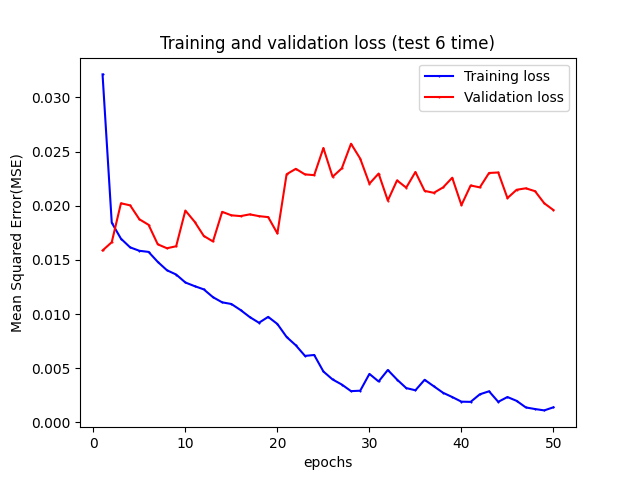 Training and validation loss (test 6 time)
Training loss
Validation loss
Mean Squared Error(MSE)
0.030
0.025
0.020
0.015
0.010
0.005
0.000
0 10 20 30 40 50
epochs